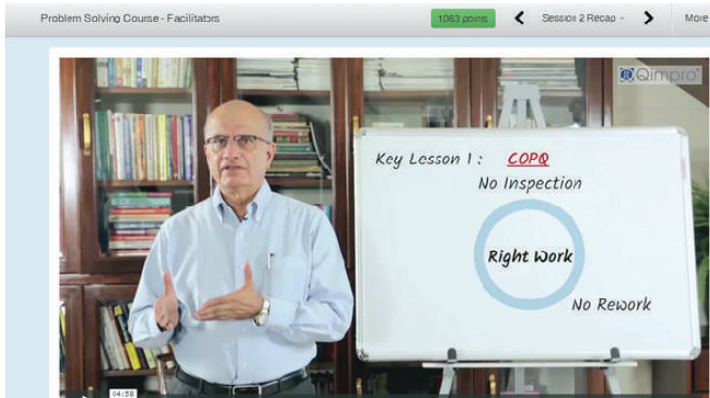 Problem Solving Course - Facilitators
1063 points
Session 2 Recap
More
Qimpro
Key Lesson 1 : COPQ
No Inspection
Right Work
No Rework
04:58